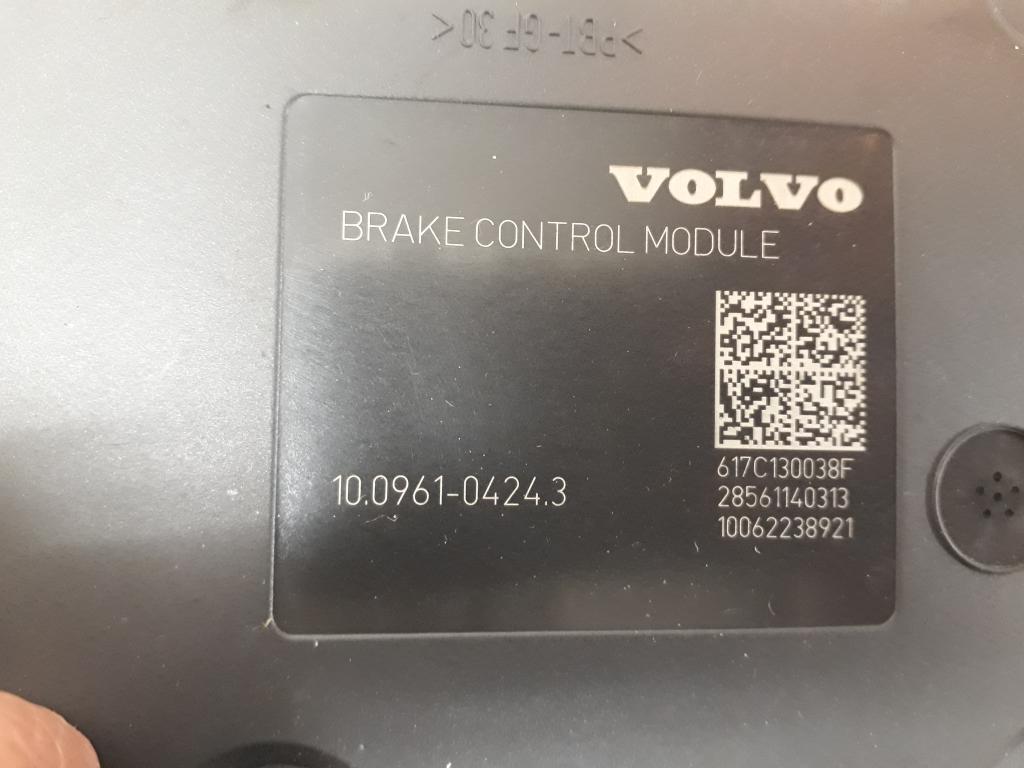 >PBT-GF 30<
VOLVO
BRAKE CONTROL MODULE
10.0961-0424.3
617C130038F
28561140313
10062238921